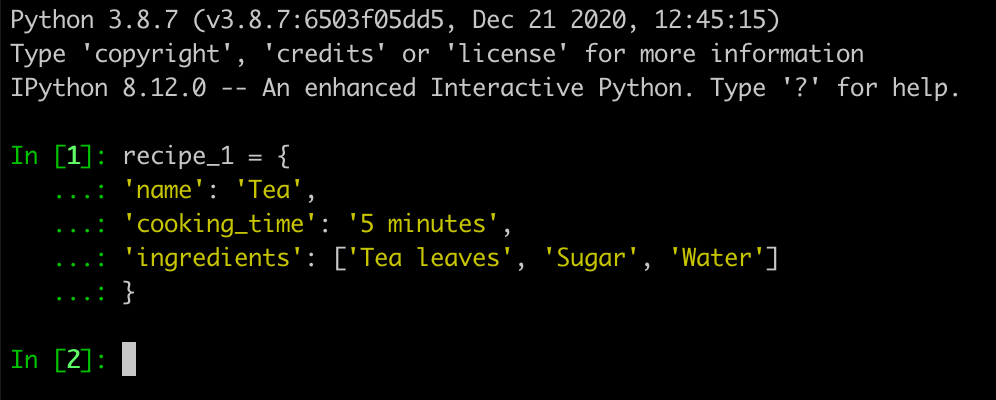 Python 3.8.7 (v3.8.7:6503f05dd5, Dec 21 2020, 12:45:15)
Type 'copyright', 'credits' or 'license' for more information
IPython 8.12.0 -- An enhanced Interactive Python. Type '?' for help.
In [1]: recipe_1 = {
...: 'name': 'Tea',
...: 'cooking_time': '5 minutes',
...: 'ingredients': ['Tea leaves', 'Sugar', 'Water']
...: }
In [2]: